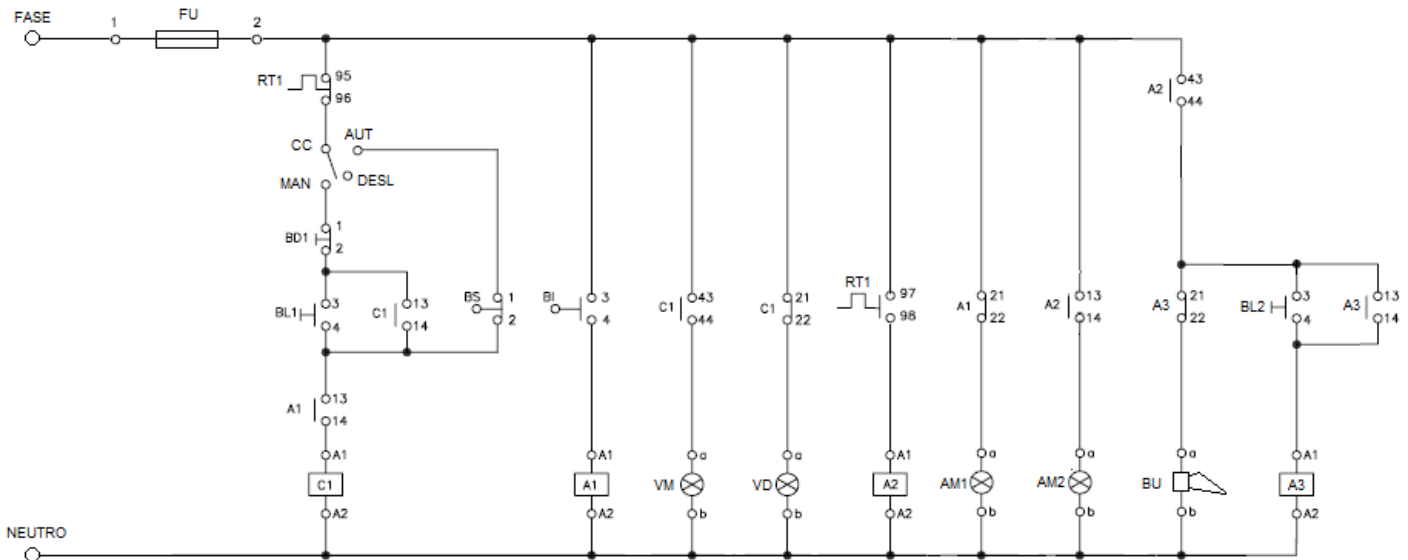 FASE
1
FU
2
RT1
95
96
A2
43
44
CC
AUT
MAN
DESL
BD1
1
2
BL1
3
4
C1
13
14
BS
1
2
BI
3
4
C1
43
44
C1
21
22
RT1
97
98
A1
21
22
A2
13
14
A3
21
22
BL2
3
4
A3
13
14
A1
13
14
A1
C1
A2
A1
A1
A2
a
VM
b
a
VD
b
A1
A2
A2
a
AM1
b
a
AM2
b
a
BU
b
A1
A3
A2
NEUTRO